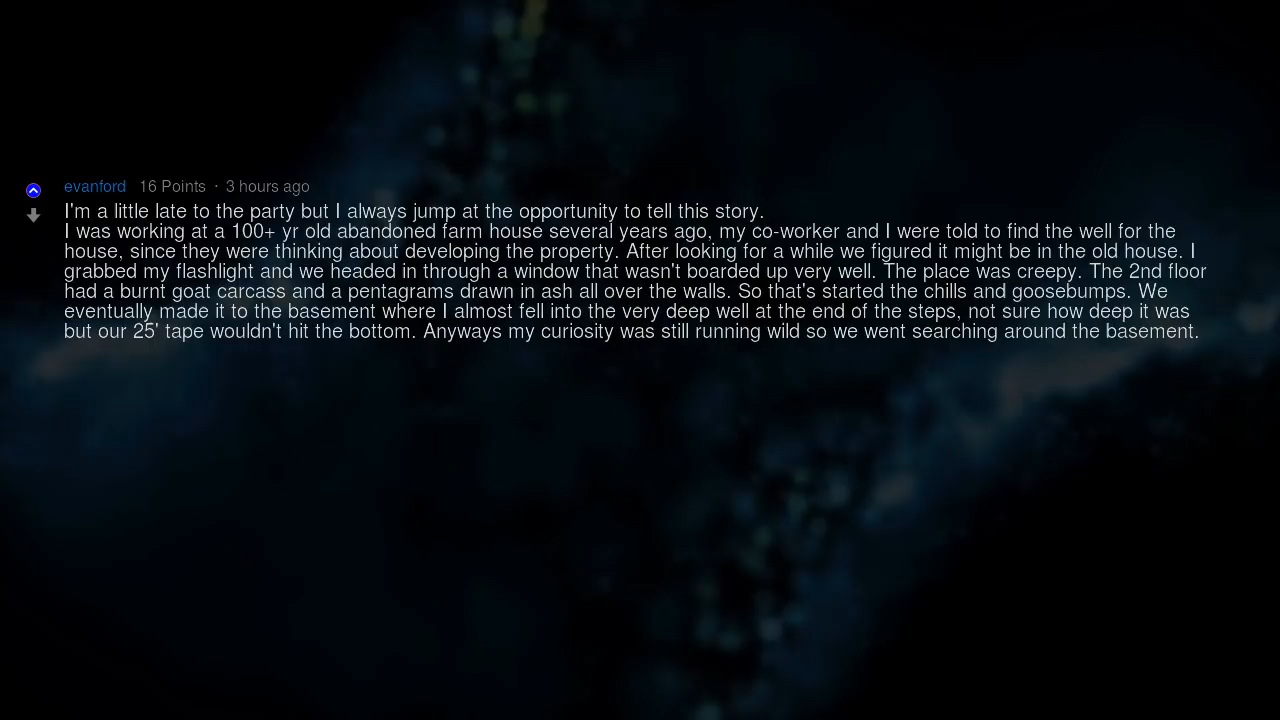 evanford 16 Points · 3 hours ago
I'm a little late to the party but I always jump at the opportunity to tell this story.
I was working at a 100+ yr old abandoned farm house several years ago, my co-worker and I were told to find the well for the
house, since they were thinking about developing the property. After looking for a while we figured it might be in the old house. I
grabbed my flashlight and we headed in through a window that wasn't boarded up very well. The place was creepy. The 2nd floor
had a burnt goat carcass and a pentagrams drawn in ash all over the walls. So that's started the chills and goosebumps. We
eventually made it to the basement where I almost fell into the very deep well at the end of the steps, not sure how deep it was
but our 25' tape wouldn't hit the bottom. Anyways my curiosity was still running wild so we went searching around the basement.